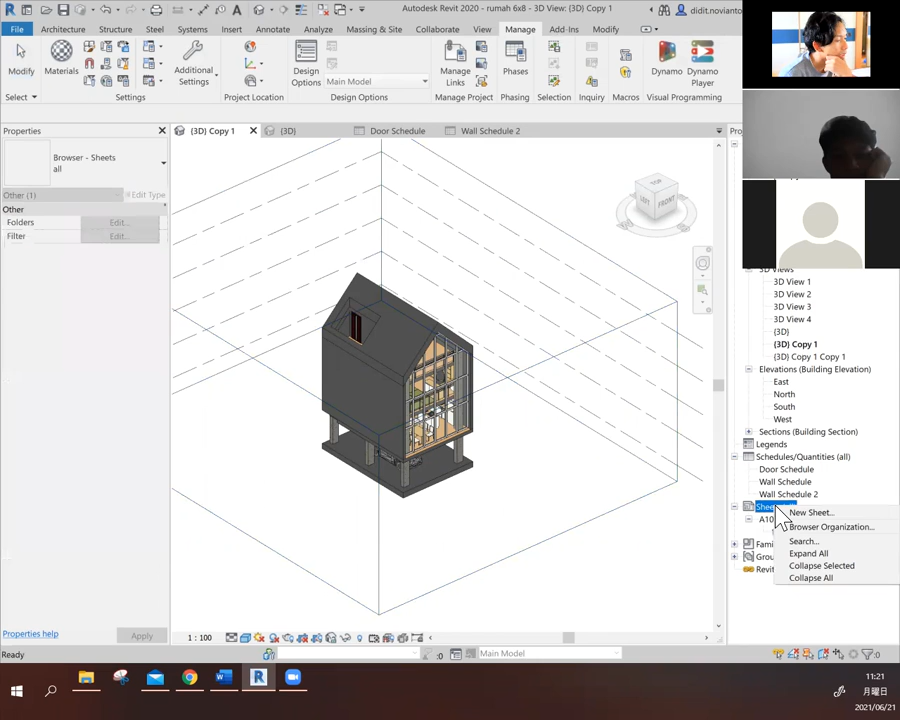 Autodesk Revit 2020 - rumah 6x8 - 3D View: (3D) Copy 1
didit.novianto
File
Architecture
Structure
Steel
Systems
Insert
Annotate
Analyze
Massing & Site
Collaborate
View
Manage
Add-Ins
Modify
Modify
Materials
Additional
Settings
Design
Options
Main Model
Manage
Links
Phases
Dynamo
Dynamo
Player
Select
Settings
Project Location
Design Options
Manage Project
Phasing
Selection
Inquiry
Macros
Visual Programming
Properties
(3D) Copy 1
(3D)
Door Schedule
Wall Schedule 2
Browser - Sheets
all
Other (1)
Edit Type
Other
Folders
Edit...
Filter
Edit...
TOP
LEFT
FRONT
3D Views
3D View 1
3D View 2
3D View 3
3D View 4
{3D}
(3D) Copy 1
(3D) Copy 1 Copy 1
Elevations (Building Elevation)
East
North
South
West
Sections (Building Section)
Legends
Schedules/Quantities (all)
Door Schedule
Wall Schedule
Wall Schedule 2
New Sheet...
Browser Organization...
Search...
Expand All
Collapse Selected
Collapse All
Properties help
Apply
1 : 100
Ready
:0
Main Model
:0
11:21
月曜日
2021/06/21